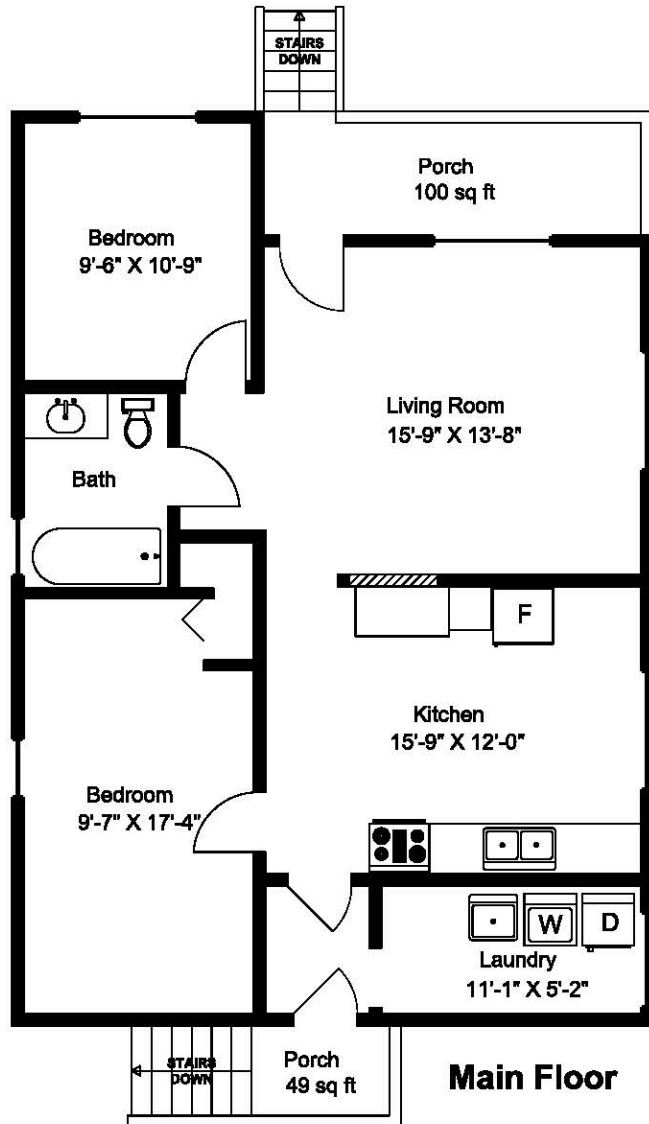 STAIRS
DOWN
Porch
100 sq ft
Bedroom
9'-6" X 10'-9"
Living Room
15'-9" X 13'-8"
Bath
F
Kitchen
15'-9" X 12'-0"
Bedroom
9'-7" X 17'-4"
W
D
Laundry
11'-1" X 5'-2"
STAIRS
DOWN
Porch
49 sq ft
Main Floor